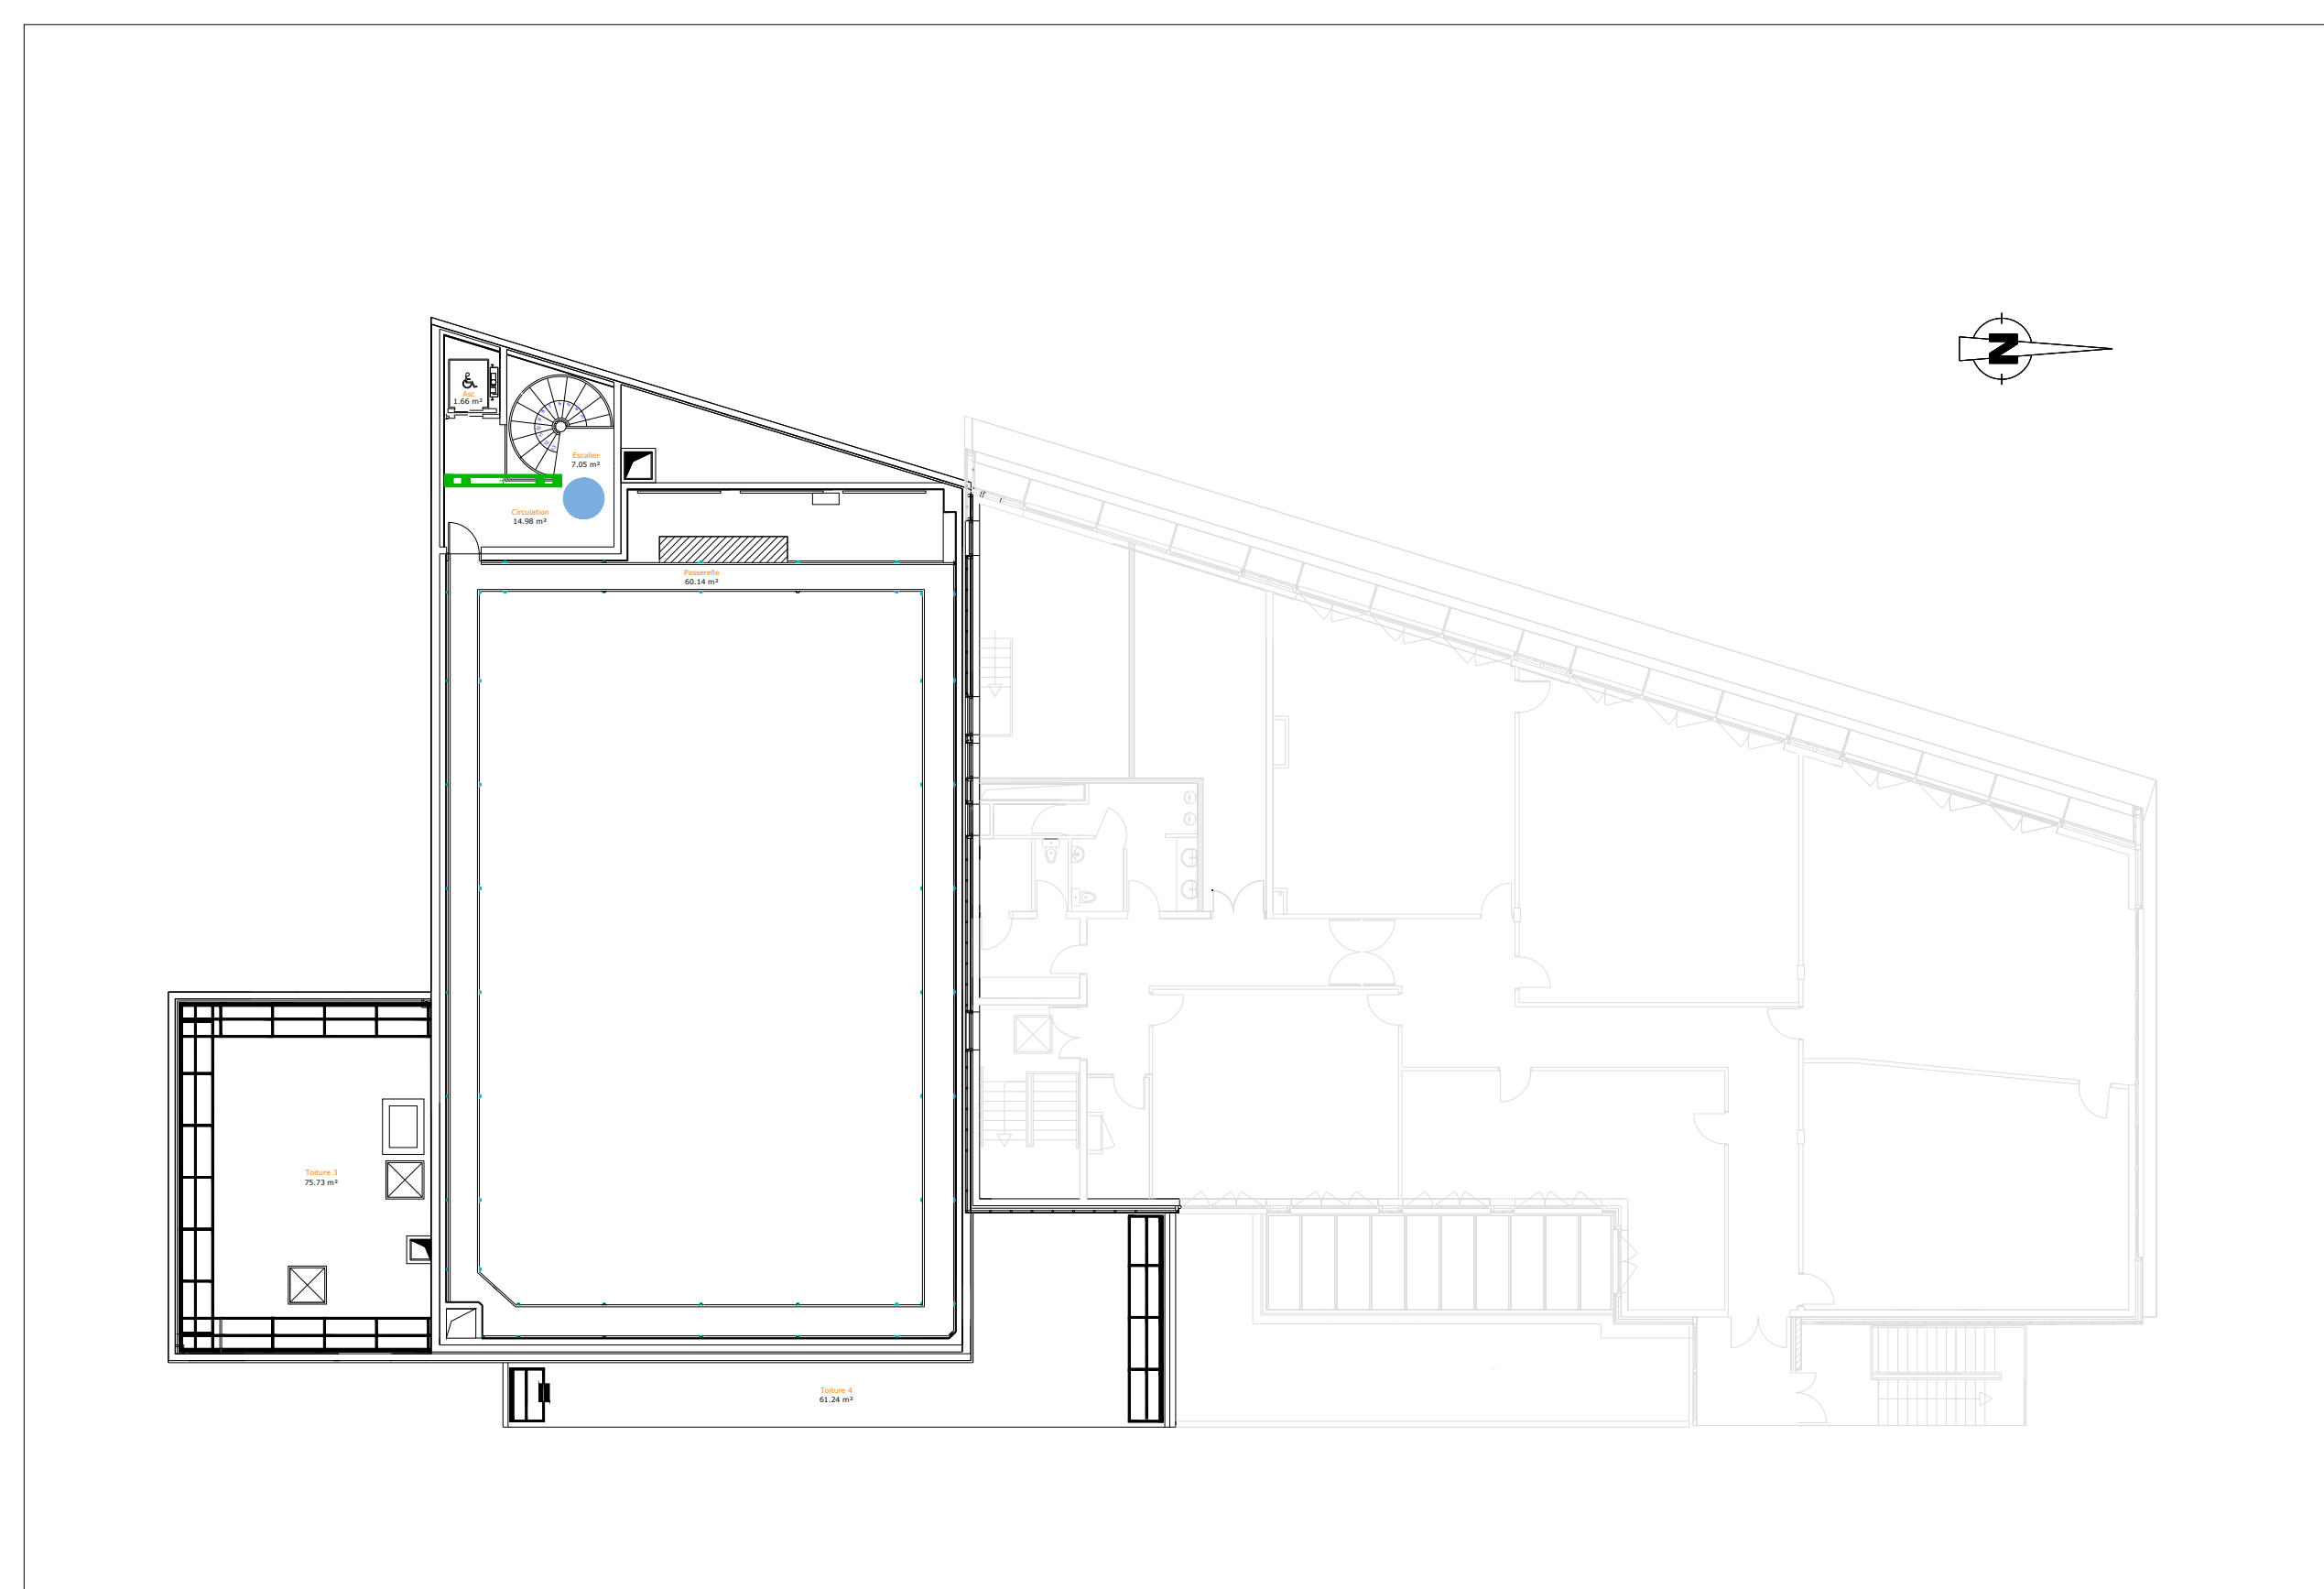 N
Asc
1.66 m²
Escalier
7.05 m²
Circulation
14.98 m²
Passerelle
60.14 m²
Toiture 3
75.73 m²
Toiture 4
61.24 m²